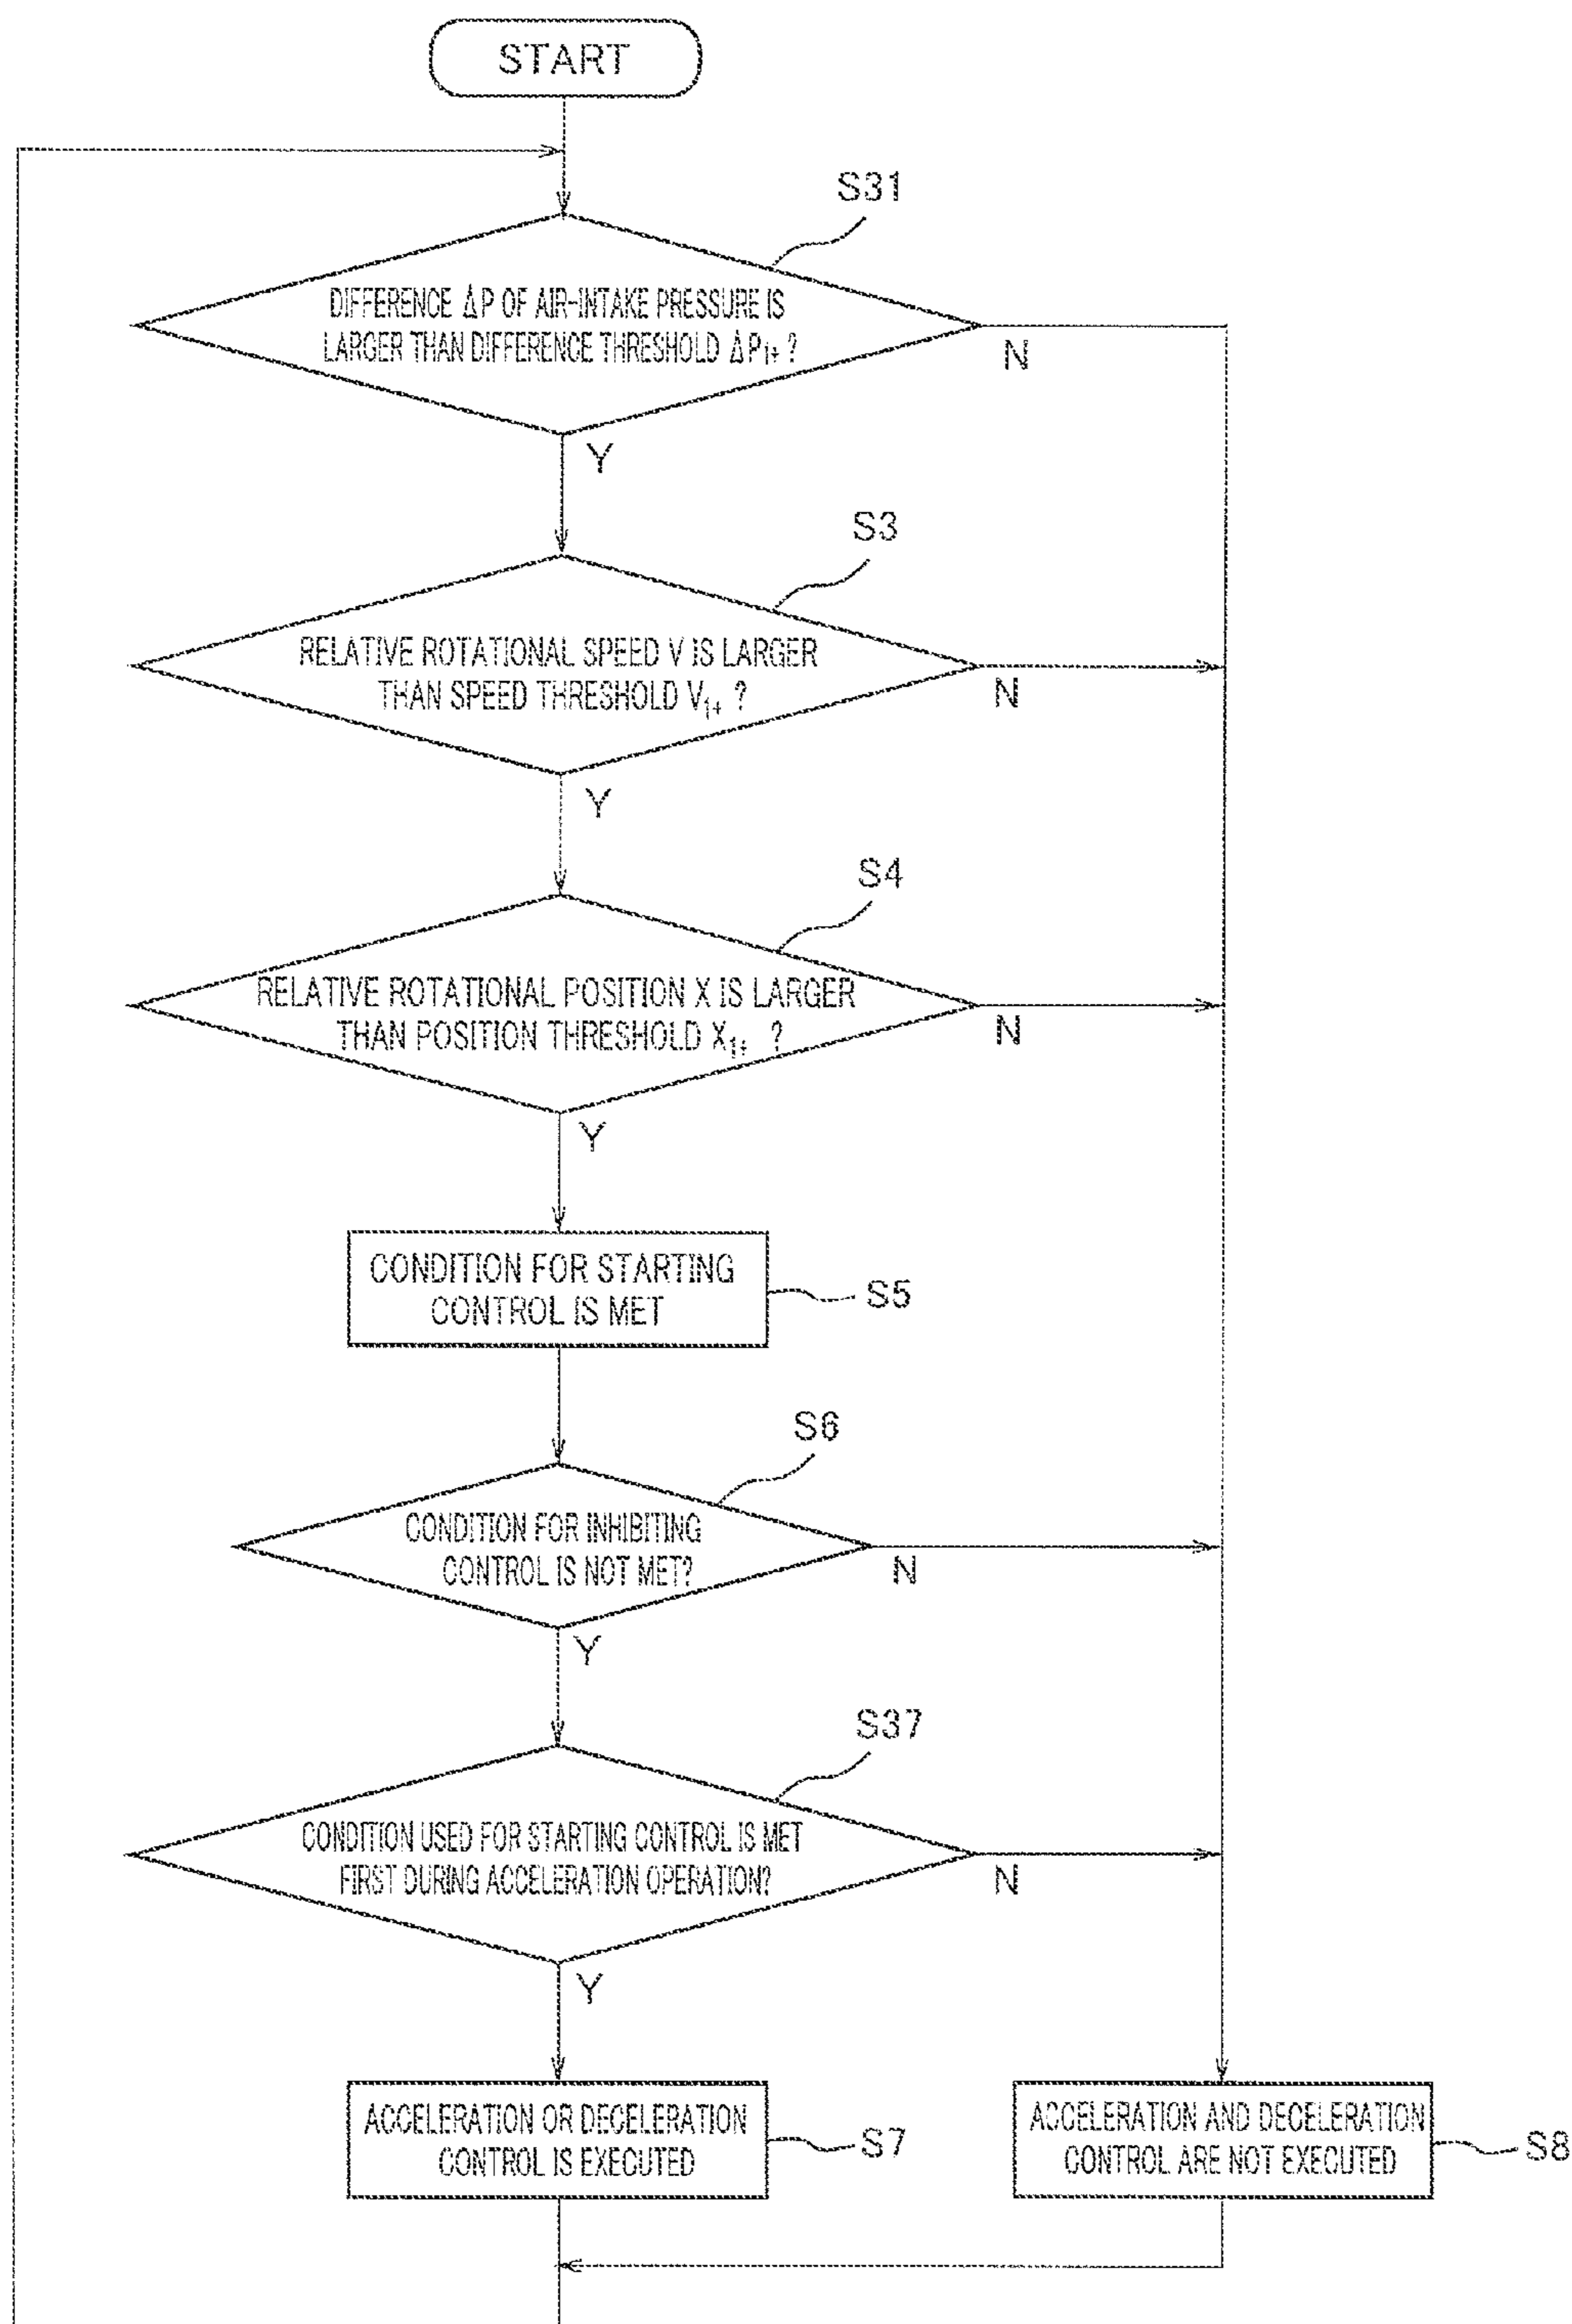 START
S31
DIFFERENCE ΔP OF AIR-INTAKE PRESSURE IS
LARGER THAN DIFFERENCE THRESHOLD ΔP₁₊ ?
N
Y
S3
RELATIVE ROTATIONAL SPEED V IS LARGER
THAN SPEED THRESHOLD V₁₊ ?
N
Y
S4
RELATIVE ROTATIONAL POSITION X IS LARGER
THAN POSITION THRESHOLD X₁₊ ?
N
Y
CONDITION FOR STARTING
CONTROL IS MET
S5
S6
CONDITION FOR INHIBITING
CONTROL IS NOT MET?
N
Y
S37
CONDITION USED FOR STARTING CONTROL IS MET
FIRST DURING ACCELERATION OPERATION?
N
Y
ACCELERATION OR DECELERATION
CONTROL IS EXECUTED
S7
ACCELERATION AND DECELERATION
CONTROL ARE NOT EXECUTED
S8